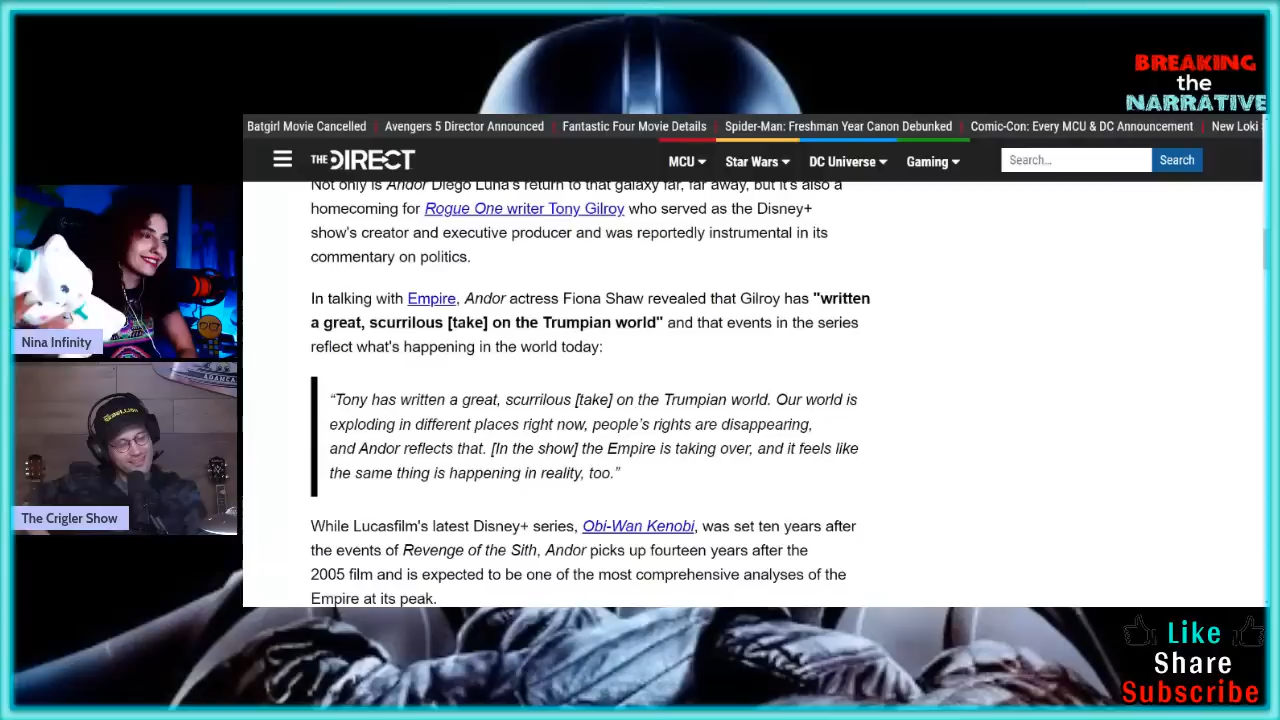 BREAKING
the
NARRATIVE
Batgirl Movie Cancelled | Avengers 5 Director Announced | Fantastic Four Movie Details | Spider-Man: Freshman Year Canon Debunked | Comic-Con: Every MCU & DC Announcement | New Loki
THE DIRECT
MCU Star Wars DC Universe Gaming Search... Search
Not only is Andor Diego Luna's return to that galaxy far, far away, but it's also a
homecoming for Rogue One writer Tony Gilroy who served as the Disney+
show's creator and executive producer and was reportedly instrumental in its
commentary on politics.
In talking with Empire, Andor actress Fiona Shaw revealed that Gilroy has "written
a great, scurrilous [take] on the Trumpian world" and that events in the series
reflect what's happening in the world today:
“Tony has written a great, scurrilous [take] on the Trumpian world. Our world is
exploding in different places right now, people’s rights are disappearing,
and Andor reflects that. [In the show] the Empire is taking over, and it feels like
the same thing is happening in reality, too.”
While Lucasfilm's latest Disney+ series, Obi-Wan Kenobi, was set ten years after
the events of Revenge of the Sith, Andor picks up fourteen years after the
2005 film and is expected to be one of the most comprehensive analyses of the
Empire at its peak.
Nina Infinity
The Crigler Show
Like
Share
Subscribe